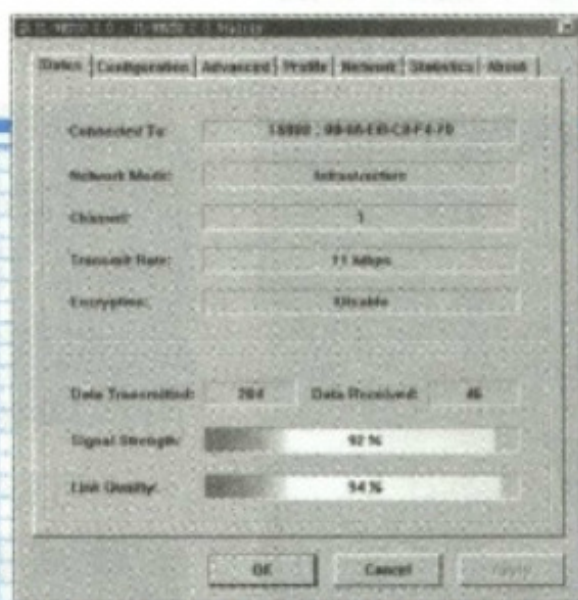 Status Configuration Advanced Profile Network Statistics About
Connected To:
Network Mode: Infrastructure
Channel: 1
Transmit Rate: 11 Mbps
Encryption: Disable
Data Transmitted: 204 Data Received: 46
Signal Strength: 92 %
Link Quality: 94 %
OK Cancel Apply